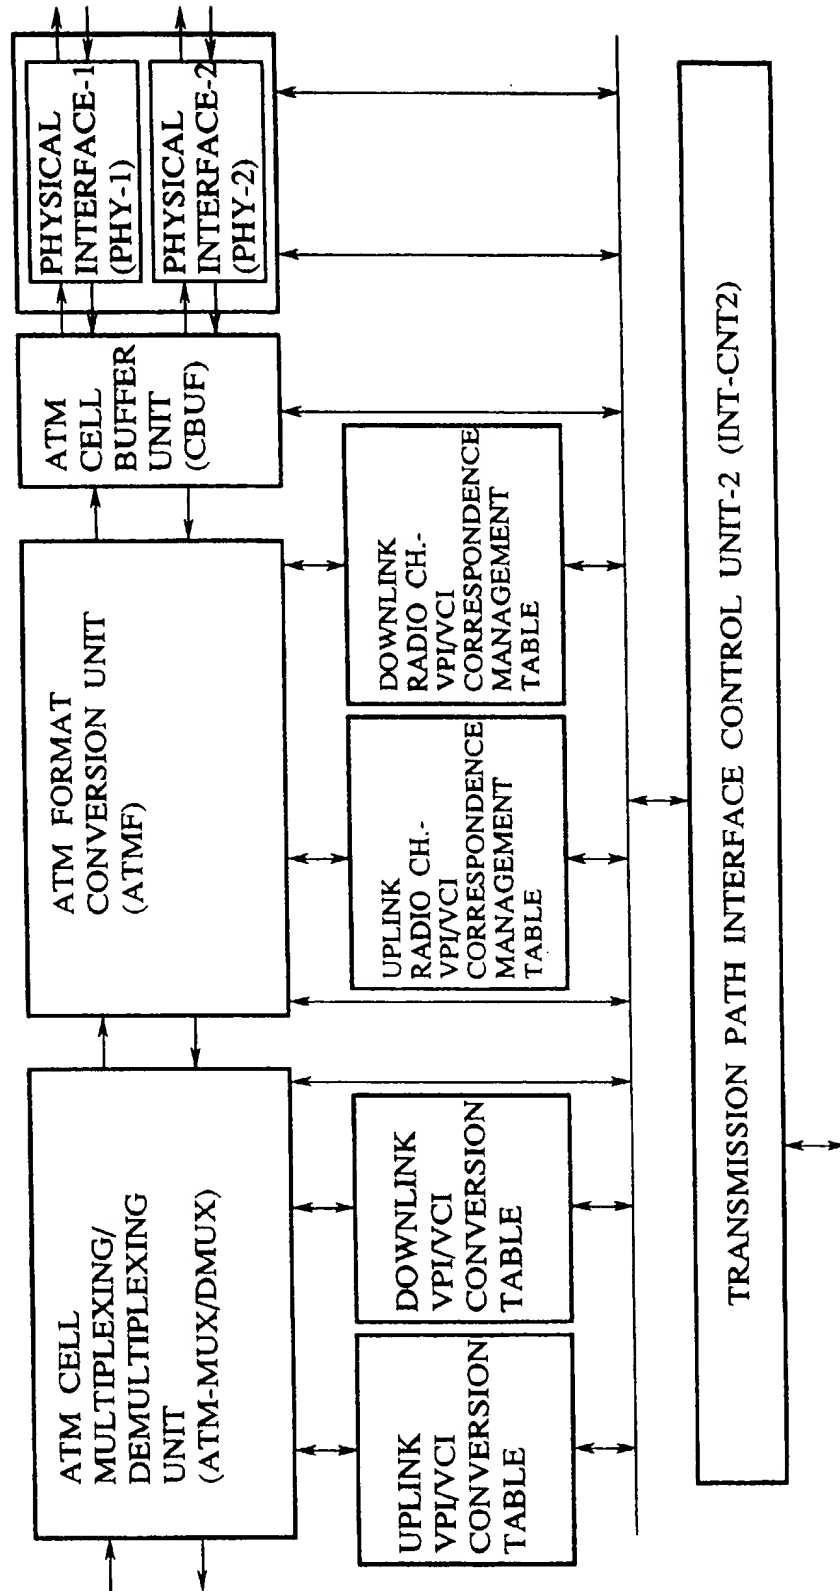 ATM CELL
MULTIPLEXING/
DEMULTIPLEXING
UNIT
(ATM-MUX/DMUX)
ATM FORMAT
CONVERSION UNIT
(ATMF)
ATM
CELL
BUFFER
UNIT
(CBUF)
PHYSICAL
INTERFACE-1
(PHY-1)
PHYSICAL
INTERFACE-2
(PHY-2)
UPLINK
VPI/VCI
CONVERSION
TABLE
DOWNLINK
VPI/VCI
CONVERSION
TABLE
UPLINK
RADIO CH.-
VPI/VCI
CORRESPONDENCE
MANAGEMENT
TABLE
DOWNLINK
RADIO CH.-
VPI/VCI
CORRESPONDENCE
MANAGEMENT
TABLE
TRANSMISSION PATH INTERFACE CONTROL UNIT-2 (INT-CNT2)